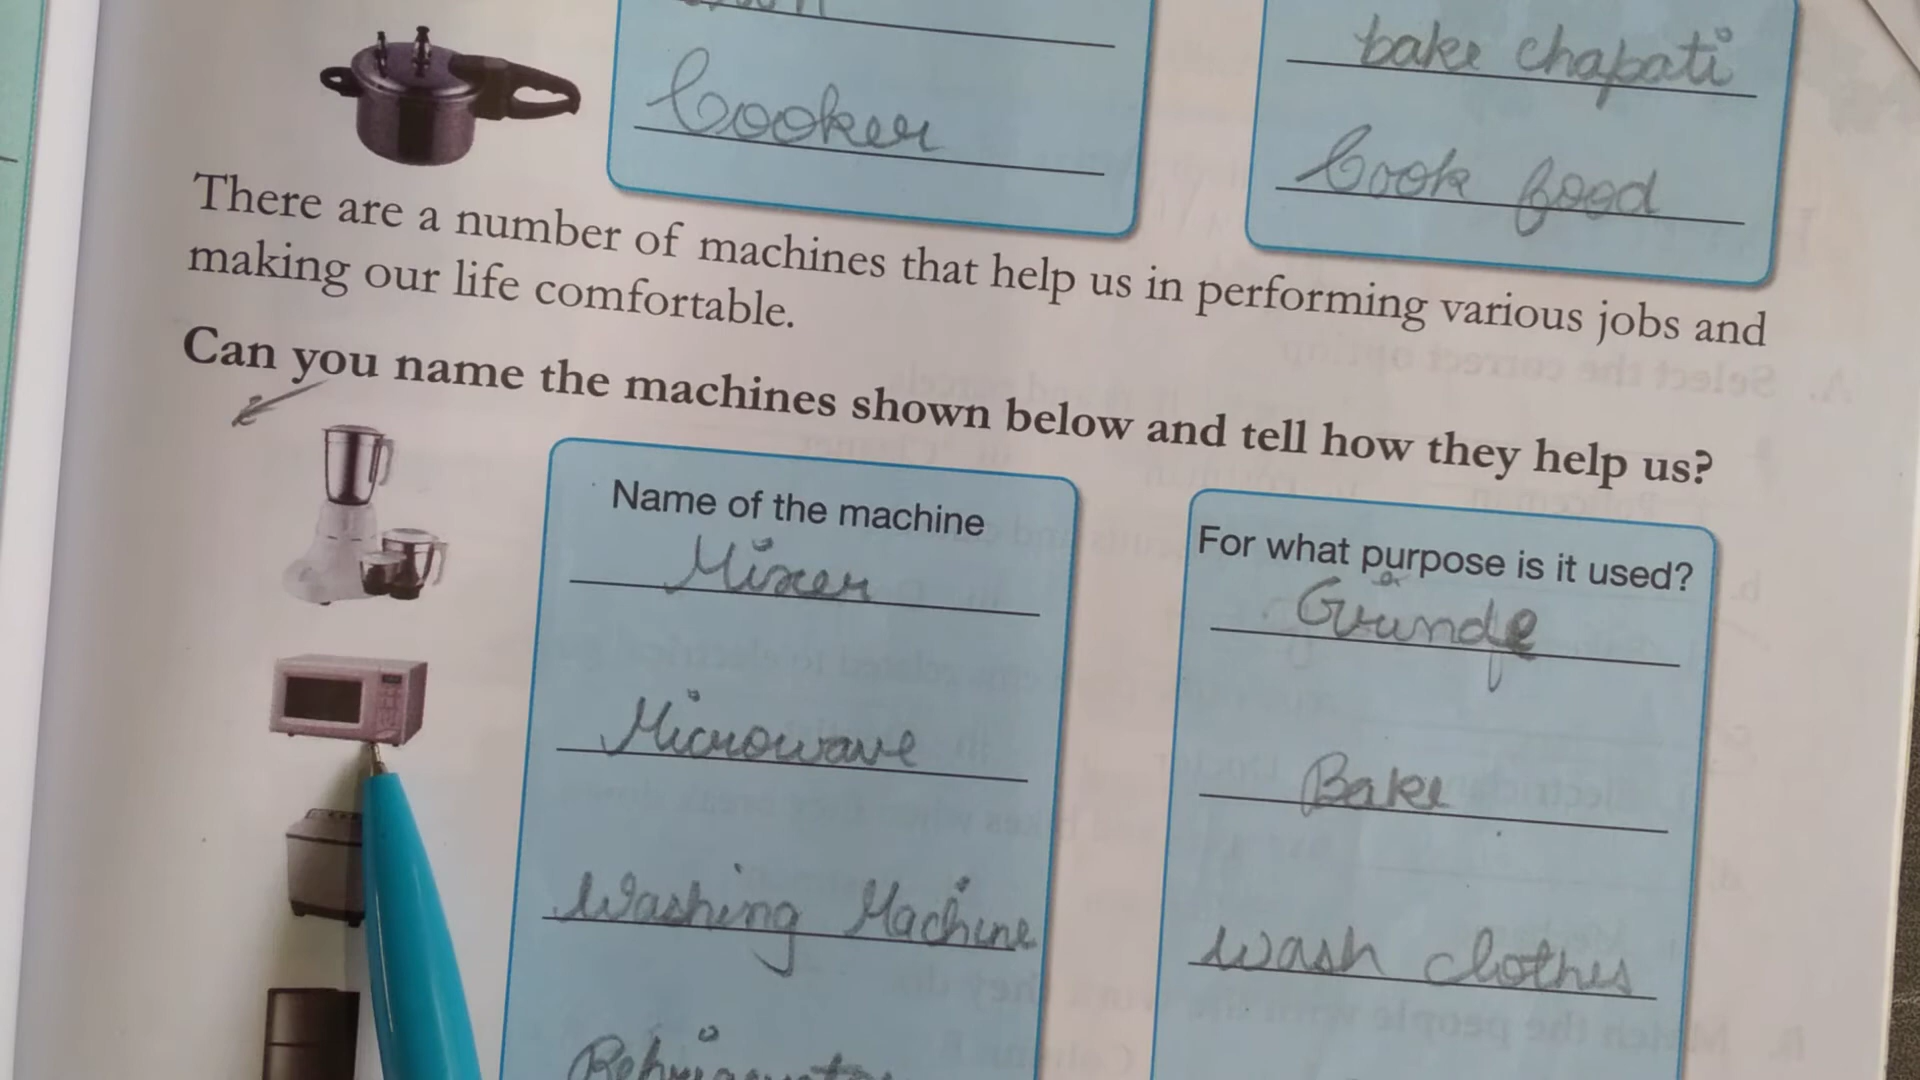 bake chapati
Cooker
Cook food
There are a number of machines that help us in performing various jobs and
making our life comfortable.
Can you name the machines shown below and tell how they help us?
Name of the machine
For what purpose is it used?
Mixer
Grinde
Microwave
Bake
Washing Machine
Wash clothes